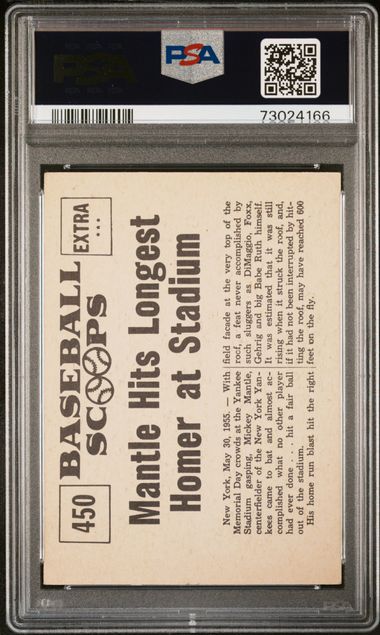 PSA
PSA
73024166
450
BASEBALL
SCOOPS
EXTRA
...
Mantle Hits Longest
Homer at Stadium
New York, May 30, 1955. — With
Memorial Day crowds at the Yankee
Stadium gasping, Mickey Mantle,
centerfielder of the New York Yan-
kees came to bat and almost ac-
complished what no other player
had ever done . . . hit a fair ball
out of the stadium.
His home run blast hit the right
field facade at the very top of the
roof, a feat never accomplished by
such sluggers as DiMaggio, Foxx,
Gehrig and big Babe Ruth himself.
It was estimated that it was still
rising when it struck the roof, and,
if it had not been interrupted by hit-
ting the roof, may have reached 600
feet on the fly.